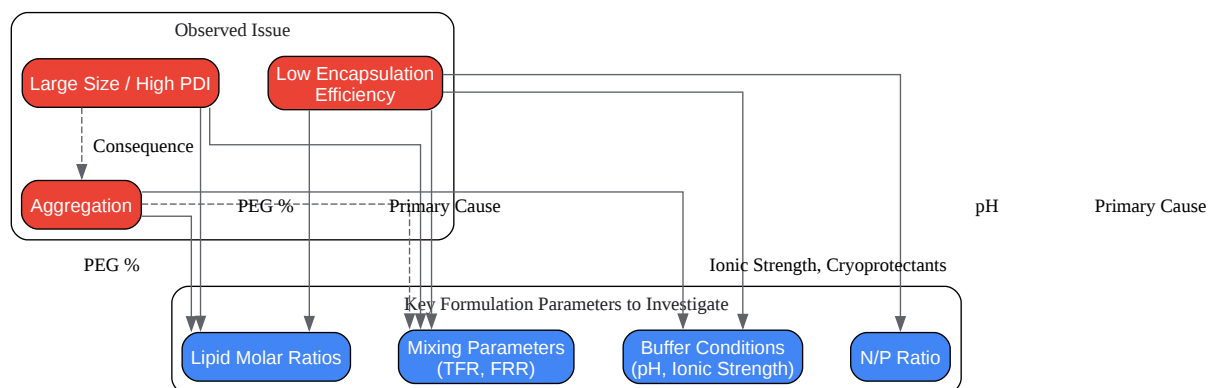 Observed Issue
Large Size / High PDI
Low Encapsulation
Efficiency
Consequence
Aggregation
PEG %
Primary Cause
pH
Primary Cause
PEG %
Ionic Strength, Cryoprotectants
Key Formulation Parameters to Investigate
Lipid Molar Ratios
Mixing Parameters
(TFR, FRR)
Buffer Conditions
(pH, Ionic Strength)
N/P Ratio